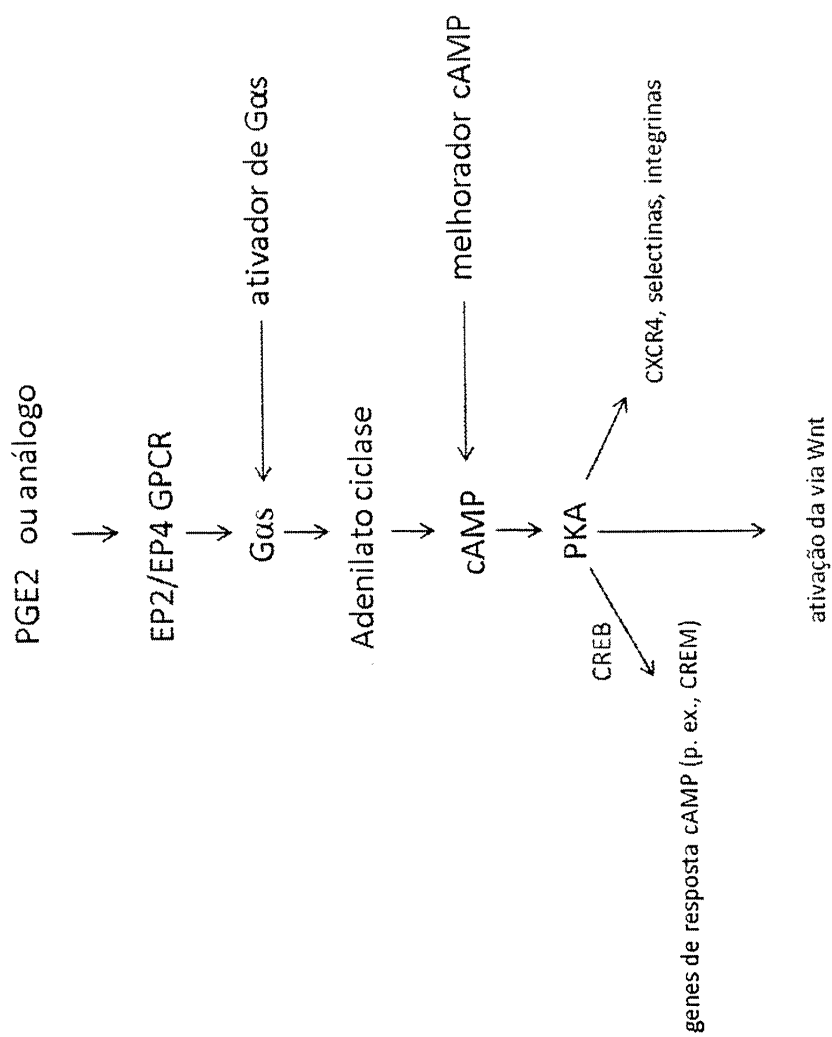 PGE2 ou análogo
EP2/EP4 GPCR
Gαs
ativador de Gαs
Adenilato ciclase
cAMP
melhorador cAMP
PKA
CREB
CXCR4, selectinas, integrinas
genes de resposta cAMP (p. ex., CREM)
ativação da via Wnt